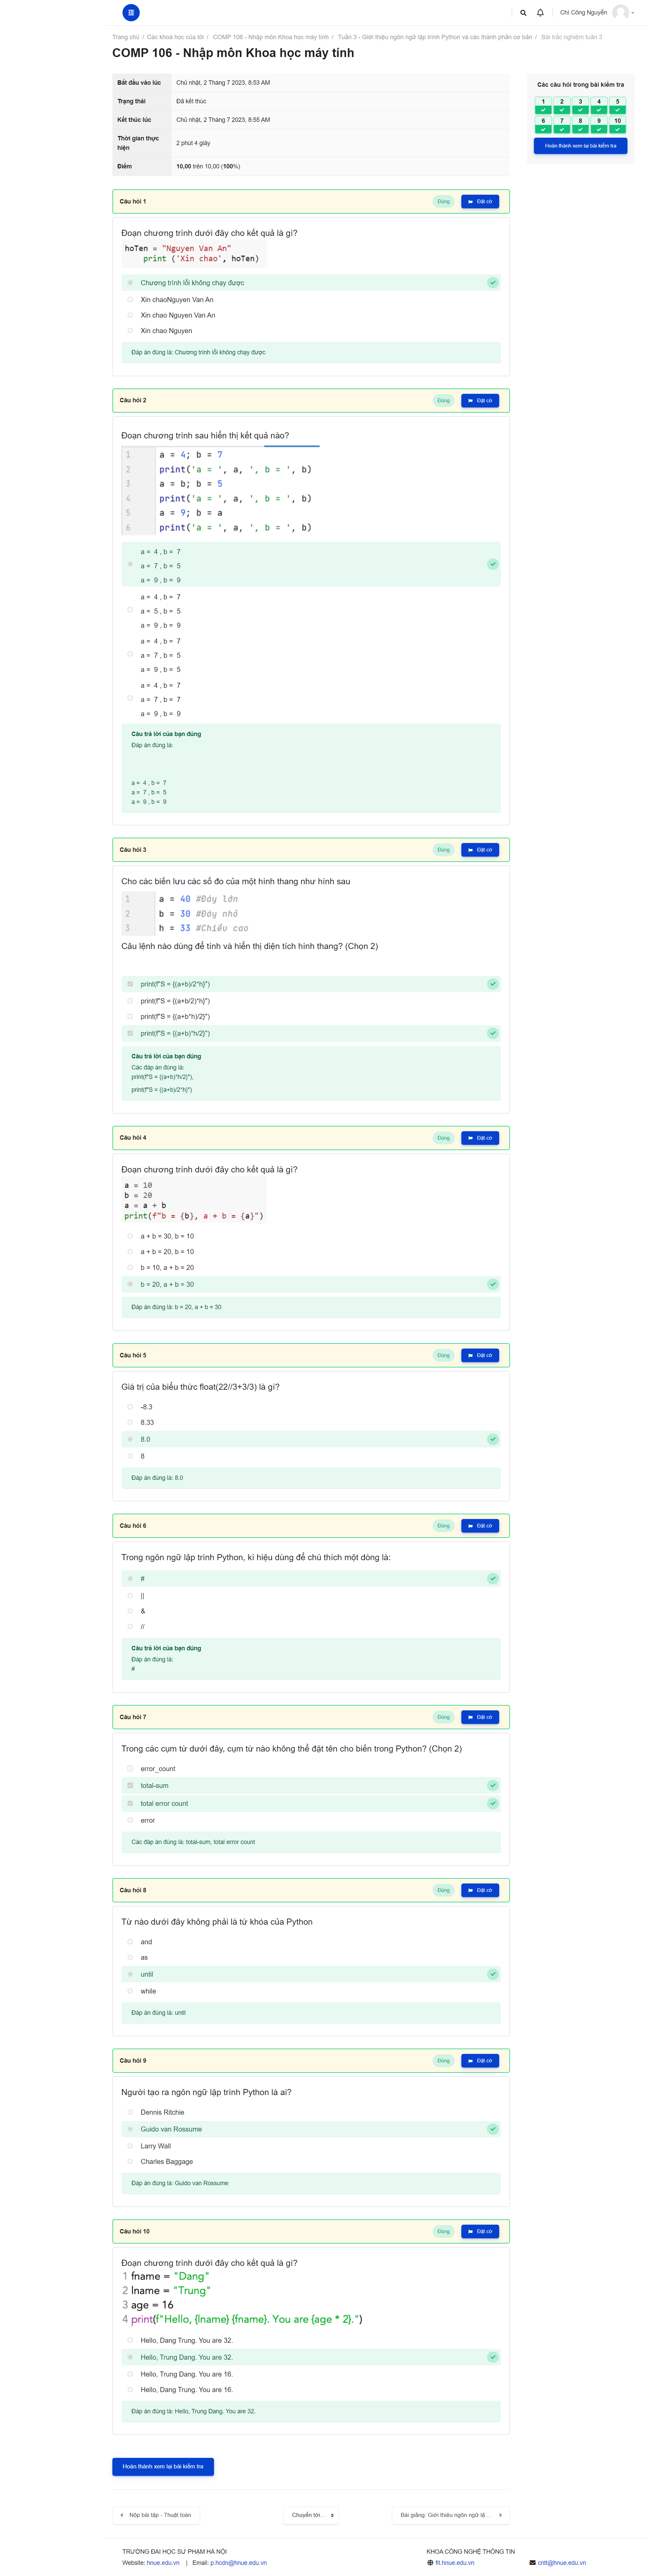 Chi Công Nguyễn
Trang chủ / Các khoá học của tôi / COMP 106 - Nhập môn Khoa học máy tính / Tuần 3 - Giới thiệu ngôn ngữ lập trình Python và các thành phần cơ bản / Bài trắc nghiệm tuần 3
COMP 106 - Nhập môn Khoa học máy tính
Bắt đầu vào lúc Chủ nhật, 2 Tháng 7 2023, 8:53 AM
Trạng thái Đã kết thúc
Kết thúc lúc Chủ nhật, 2 Tháng 7 2023, 8:55 AM
Thời gian thực hiện 2 phút 4 giây
Điểm 10,00 trên 10,00 (100%)
Các câu hỏi trong bài kiểm tra
1 2 3 4 5
6 7 8 9 10
Hoàn thành xem lại bài kiểm tra
Câu hỏi 1 Đúng Đặt cờ
Đoạn chương trình dưới đây cho kết quả là gì?
hoTen = "Nguyen Van An"
print ('Xin chao', hoTen)
Chương trình lỗi không chạy được
Xin chaoNguyen Van An
Xin chao Nguyen Van An
Xin chao Nguyen
Đáp án đúng là: Chương trình lỗi không chạy được
Câu hỏi 2 Đúng Đặt cờ
Đoạn chương trình sau hiển thị kết quả nào?
1 a = 4; b = 7
2 print('a = ', a, ', b = ', b)
3 a = b; b = 5
4 print('a = ', a, ', b = ', b)
5 a = 9; b = a
6 print('a = ', a, ', b = ', b)
a = 4 , b = 7
a = 7 , b = 5
a = 9 , b = 9
a = 4 , b = 7
a = 5 , b = 5
a = 9 , b = 9
a = 4 , b = 7
a = 7 , b = 5
a = 9 , b = 5
a = 4 , b = 7
a = 7 , b = 7
a = 9 , b = 9
Câu trả lời của bạn đúng
Đáp án đúng là:
a = 4 , b = 7
a = 7 , b = 5
a = 9 , b = 9
Câu hỏi 3 Đúng Đặt cờ
Cho các biến lưu các số đo của một hình thang như hình sau
1 a = 40 #Đáy lớn
2 b = 30 #Đáy nhỏ
3 h = 33 #Chiều cao
Câu lệnh nào dùng để tính và hiển thị diện tích hình thang? (Chọn 2)
print(f"S = {(a+b)/2*h}")
print(f"S = {(a+b/2)*h}")
print(f"S = {(a+b*h)/2}")
print(f"S = {(a+b)*h/2}")
Câu trả lời của bạn đúng
Các đáp án đúng là:
print(f"S = {(a+b)*h/2}"),
print(f"S = {(a+b)/2*h}")
Câu hỏi 4 Đúng Đặt cờ
Đoạn chương trình dưới đây cho kết quả là gì?
a = 10
b = 20
a = a + b
print(f"b = {b}, a + b = {a}")
a + b = 30, b = 10
a + b = 20, b = 10
b = 10, a + b = 20
b = 20, a + b = 30
Đáp án đúng là: b = 20, a + b = 30
Câu hỏi 5 Đúng Đặt cờ
Giá trị của biểu thức float(22//3+3/3) là gì?
-8.3
8.33
8.0
8
Đáp án đúng là: 8.0
Câu hỏi 6 Đúng Đặt cờ
Trong ngôn ngữ lập trình Python, kí hiệu dùng để chú thích một dòng là:
#
||
&
//
Câu trả lời của bạn đúng
Đáp án đúng là:
#
Câu hỏi 7 Đúng Đặt cờ
Trong các cụm từ dưới đây, cụm từ nào không thể đặt tên cho biến trong Python? (Chọn 2)
error_count
total-sum
total error count
error
Các đáp án đúng là: total-sum, total error count
Câu hỏi 8 Đúng Đặt cờ
Từ nào dưới đây không phải là từ khóa của Python
and
as
until
while
Đáp án đúng là: until
Câu hỏi 9 Đúng Đặt cờ
Người tạo ra ngôn ngữ lập trình Python là ai?
Dennis Ritchie
Guido van Rossume
Larry Wall
Charles Baggage
Đáp án đúng là: Guido van Rossume
Câu hỏi 10 Đúng Đặt cờ
Đoạn chương trình dưới đây cho kết quả là gì?
1 fname = "Dang"
2 lname = "Trung"
3 age = 16
4 print(f"Hello, {lname} {fname}. You are {age * 2}.")
Hello, Dang Trung. You are 32.
Hello, Trung Dang. You are 32.
Hello, Trung Dang. You are 16.
Hello, Dang Trung. You are 16.
Đáp án đúng là: Hello, Trung Dang. You are 32.
Hoàn thành xem lại bài kiểm tra
Nộp bài tập - Thuật toán Chuyển tới... Bài giảng: Giới thiệu ngôn ngữ lậ ...
TRƯỜNG ĐẠI HỌC SƯ PHẠM HÀ NỘI
Website: hnue.edu.vn | Email: p.hcdn@hnue.edu.vn
KHOA CÔNG NGHỆ THÔNG TIN
fit.hnue.edu.vn cntt@hnue.edu.vn